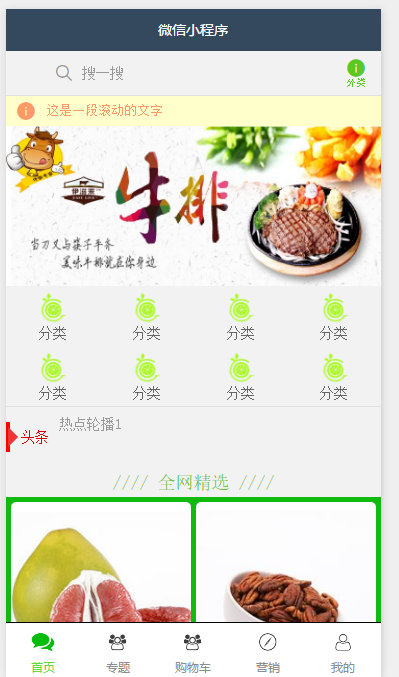 微信小程序
搜一搜
分类
这是一段滚动的文字
伊滋莱
牛排
当刀叉与筷子牵手
美味牛排就在你身边
分类 分类 分类 分类
分类 分类 分类 分类
头条 热点轮播1
//// 全网精选 ////
首页 专题 购物车 营销 我的